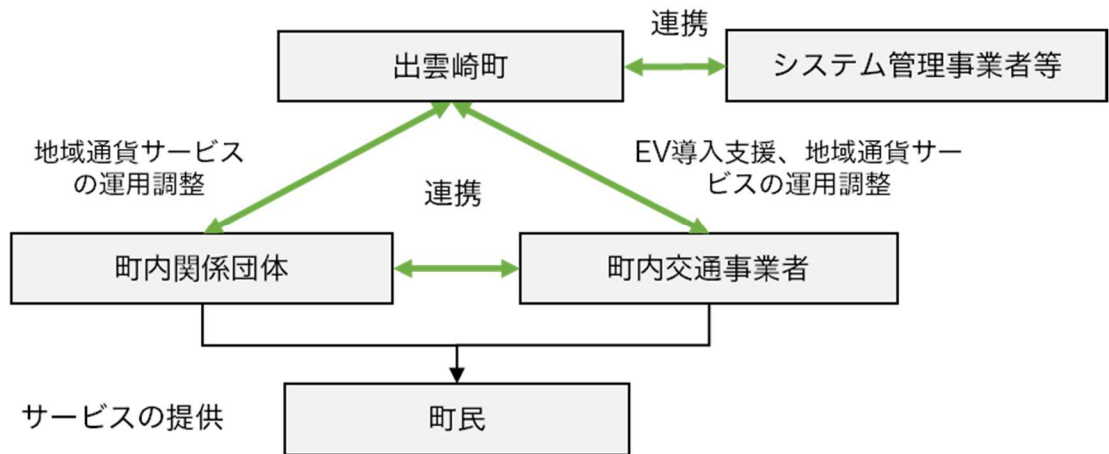 連携
出雲崎町
システム管理事業者等
地域通貨サービス
の運用調整
EV導入支援、地域通貨サー
ビスの運用調整
連携
町内関係団体
町内交通事業者
サービスの提供
町民